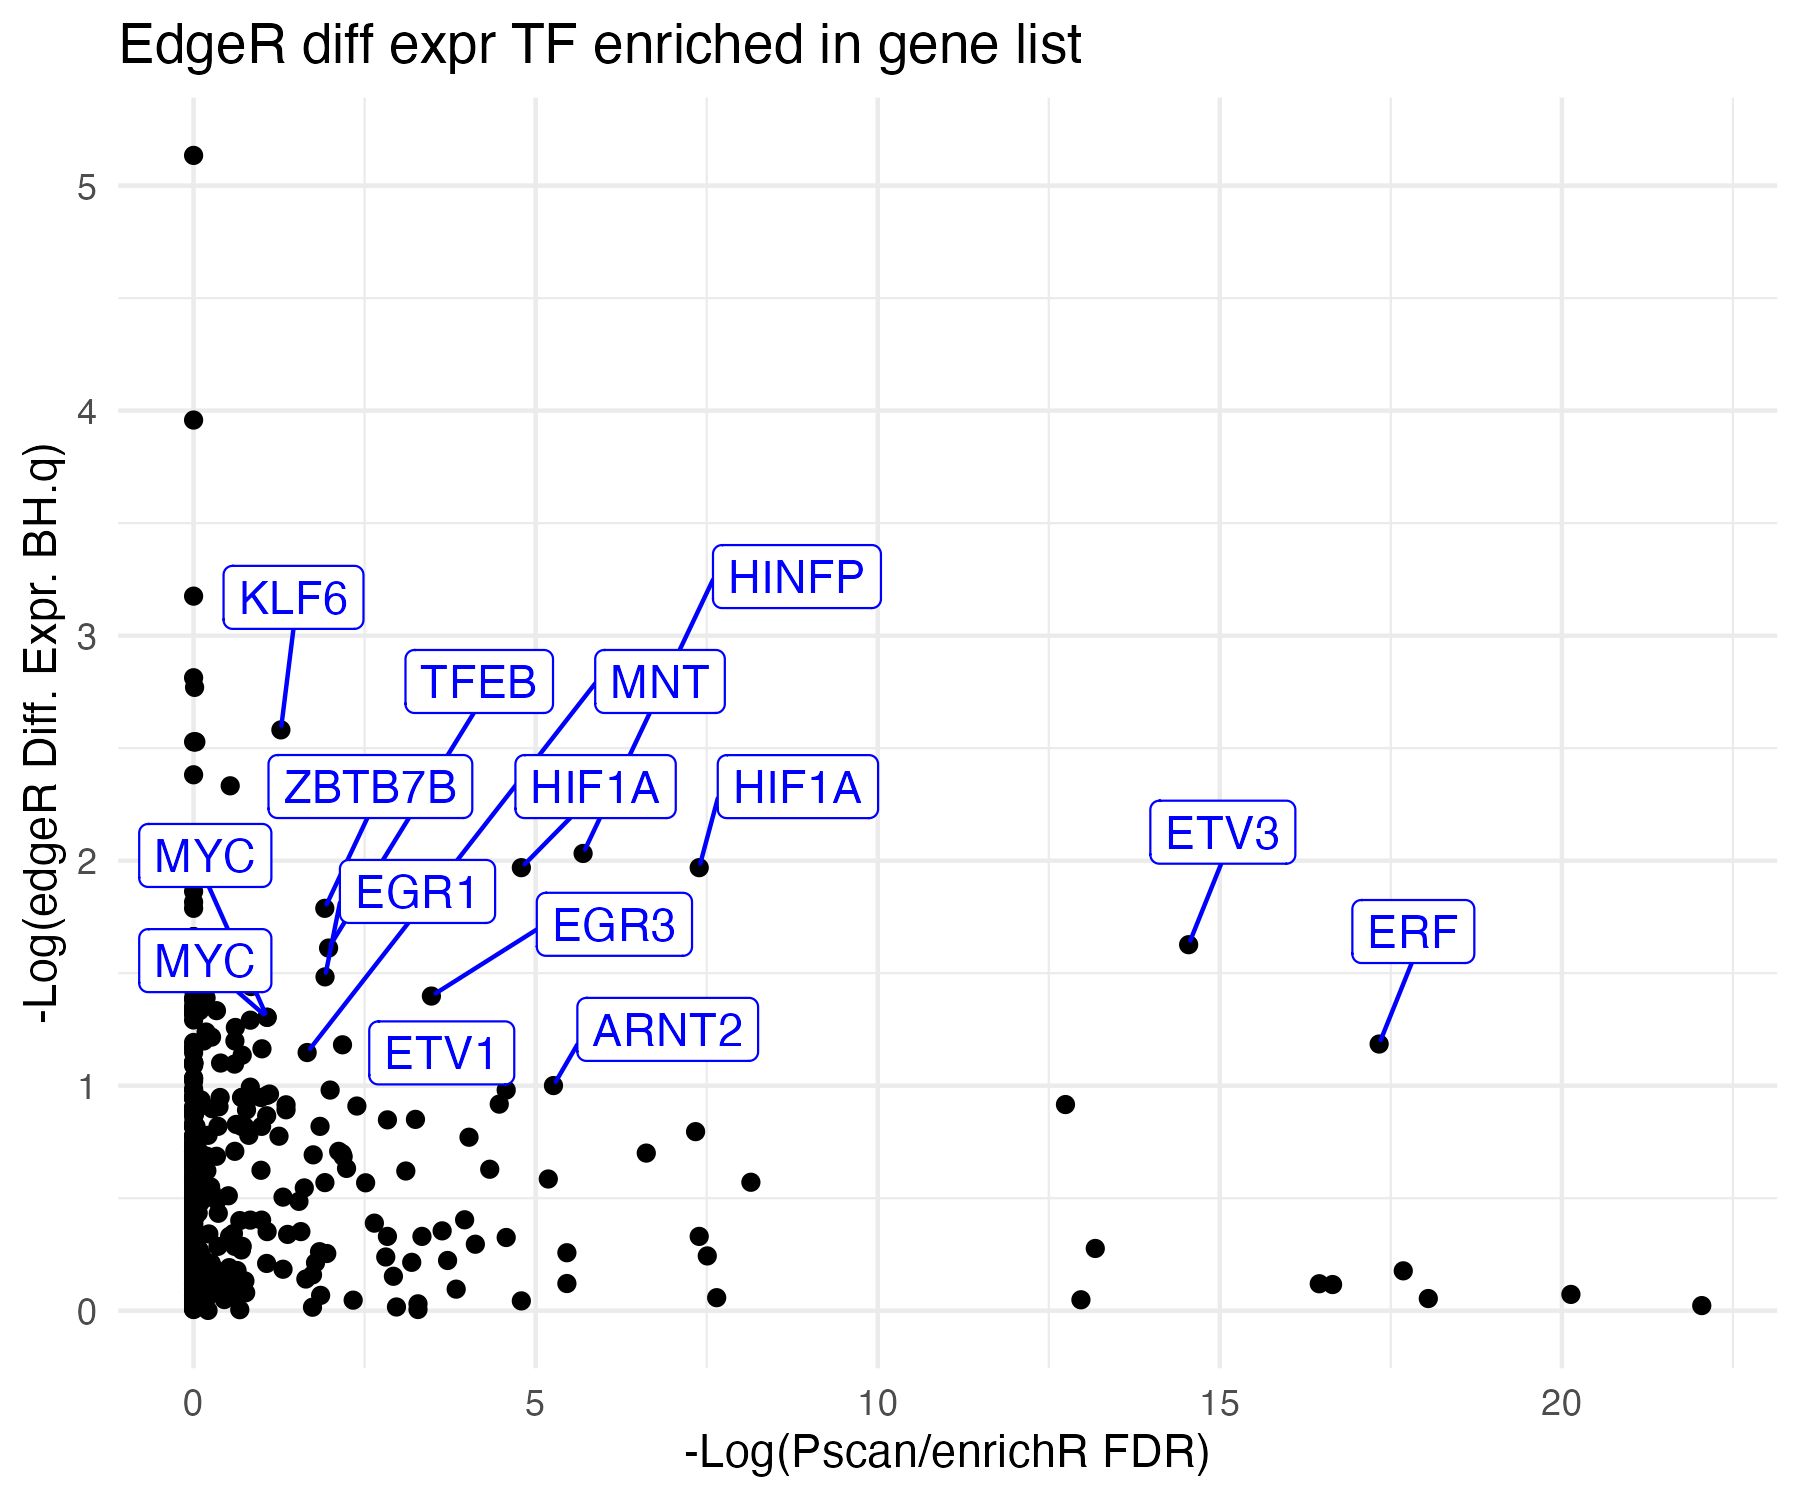 EdgeR diff expr TF enriched in gene list
-Log(edgeR Diff. Expr. BH.q)
5
4
3
2
1
0
KLF6
HINFP
TFEB
MNT
ZBTB7B
HIF1A
HIF1A
MYC
ETV3
EGR1
EGR3
ERF
MYC
ETV1
ARNT2
0
5
10
15
20
-Log(Pscan/enrichR FDR)